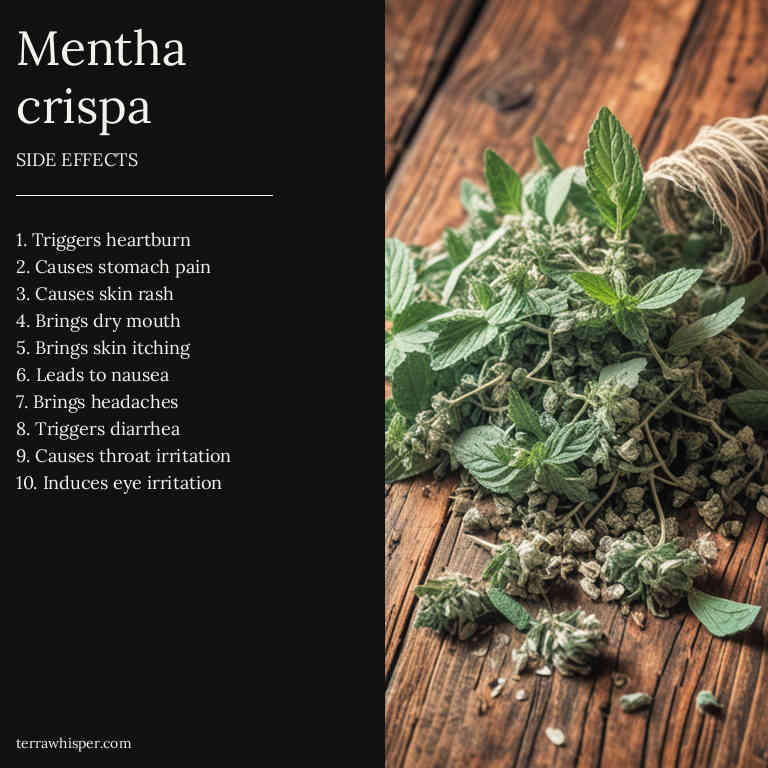 Mentha
crispa
SIDE EFFECTS
1. Triggers heartburn
2. Causes stomach pain
3. Causes skin rash
4. Brings dry mouth
5. Brings skin itching
6. Leads to nausea
7. Brings headaches
8. Triggers diarrhea
9. Causes throat irritation
10. Induces eye irritation
terrawhisper.com